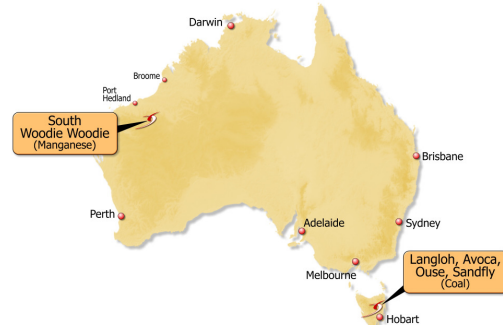 Darwin
Broome
Port
Hedland
South
Woodie Woodie
(Manganese)
Brisbane
Perth
Adelaide
Sydney
Melbourne
Langloh, Avoca,
Ouse, Sandfly
(Coal)
Hobart